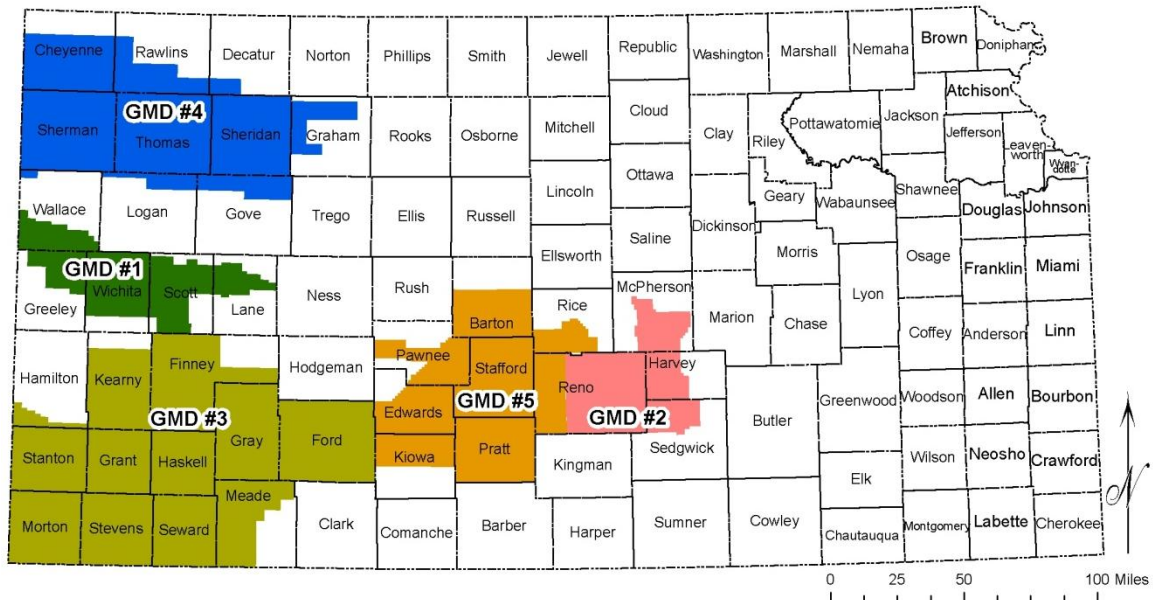 Cheyenne
Rawlins
Decatur
Norton
Phillips
Smith
Jewell
Republic
Washington
Marshall
Nemaha
Brown
Doniphan
Atchison
GMD #4
Sherman
Thomas
Sheridan
Graham
Rooks
Osborne
Mitchell
Cloud
Clay
Riley
Pottawatomie
Jackson
Jefferson
Leaven-
worth
Wyan-
dotte
Wallace
Logan
Gove
Trego
Ellis
Russell
Lincoln
Ottawa
Dickinson
Geary
Wabaunsee
Shawnee
Douglas
Johnson
GMD #1
Greeley
Wichita
Scott
Lane
Ness
Rush
Ellsworth
Saline
Morris
Osage
Franklin
Miami
Barton
Rice
McPherson
Marion
Chase
Lyon
Coffey
Anderson
Linn
Hamilton
Kearny
Finney
Hodgeman
Pawnee
Stafford
Reno
Harvey
GMD #3
Gray
Ford
Edwards
GMD #5
GMD #2
Butler
Greenwood
Woodson
Allen
Bourbon
Stanton
Grant
Haskell
Kiowa
Pratt
Kingman
Sedgwick
Elk
Wilson
Neosho
Crawford
Morton
Stevens
Seward
Meade
Clark
Comanche
Barber
Harper
Sumner
Cowley
Chautauqua
Montgomery
Labette
Cherokee
N
0 25 50 100 Miles